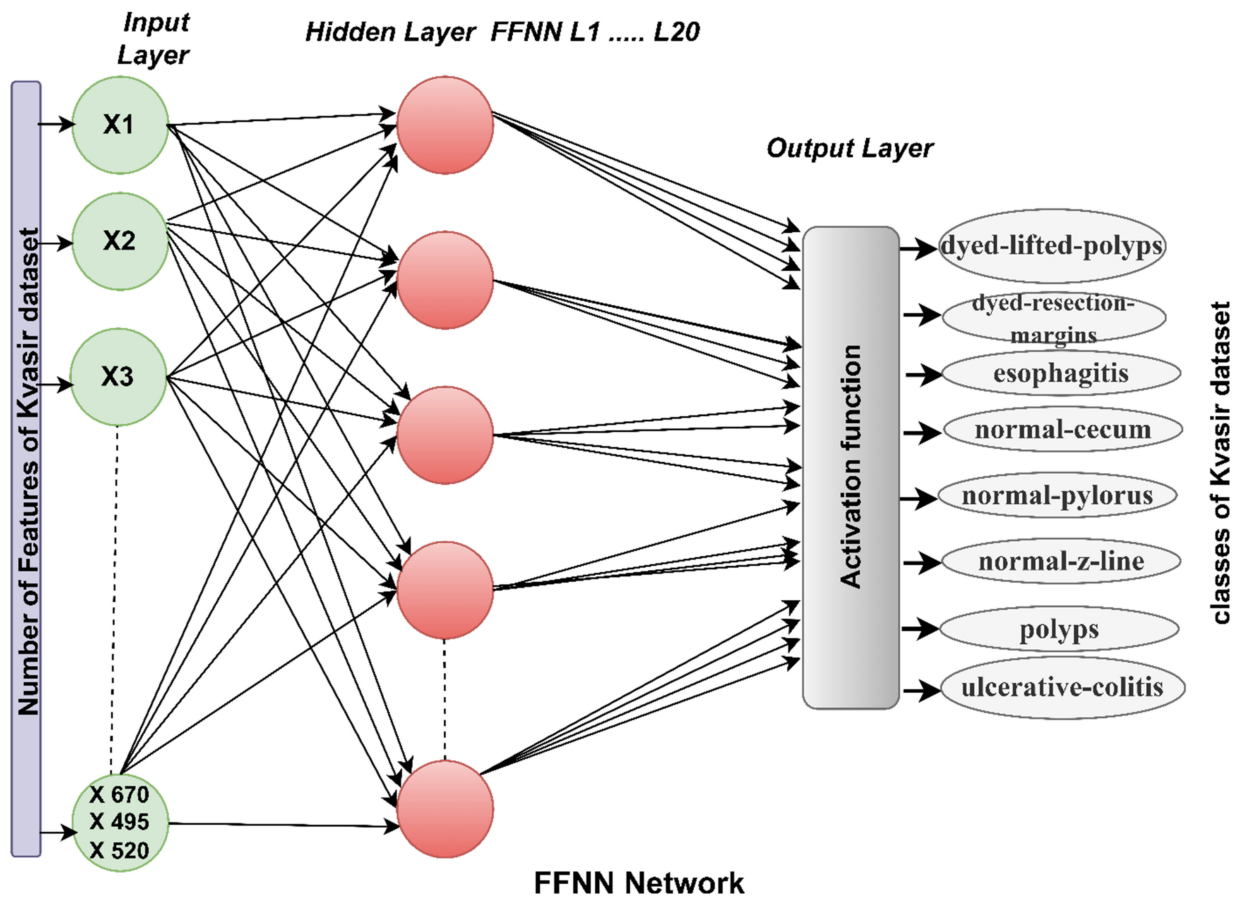 Input
Layer
Hidden Layer FFNN L1 ..... L20
Output Layer
Number of Features of Kvasir dataset
X1
X2
X3
X 670
X 495
X 520
Activation function
dyed-lifted-polyps
dyed-resection-
margins
esophagitis
normal-cecum
normal-pylorus
normal-z-line
polyps
ulcerative-colitis
classes of Kvasir dataset
FFNN Network